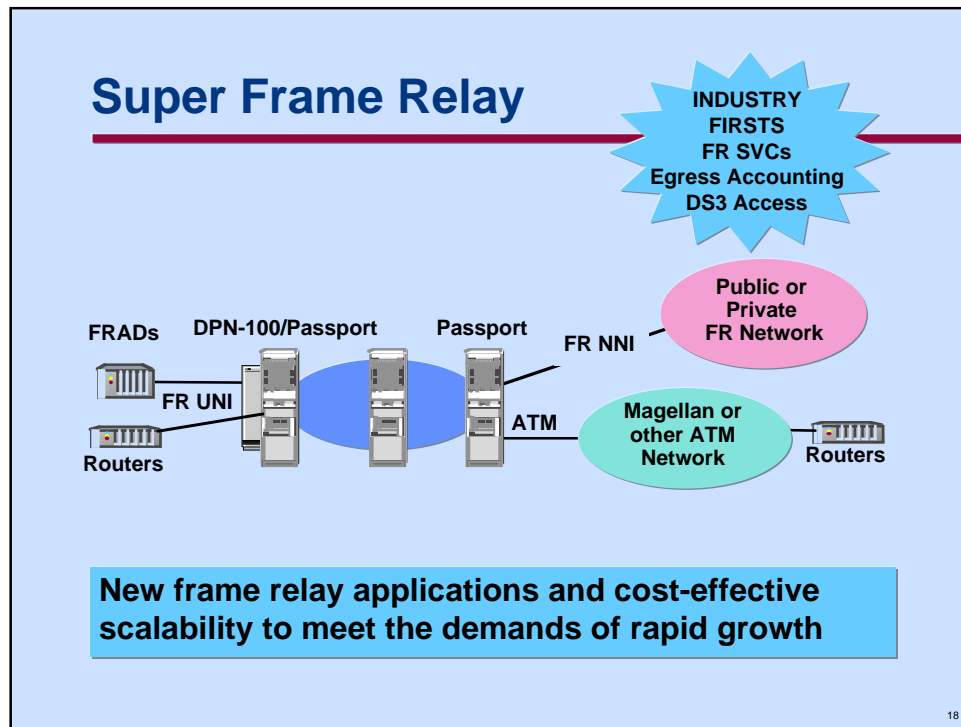 Super Frame Relay
INDUSTRY
FIRSTS
FR SVCs
Egress Accounting
DS3 Access
Public or
Private
FR Network
FRADs
DPN-100/Passport
Passport
FR NNI
FR UNI
ATM
Magellan or
other ATM
Network
Routers
Routers
New frame relay applications and cost-effective
scalability to meet the demands of rapid growth
18